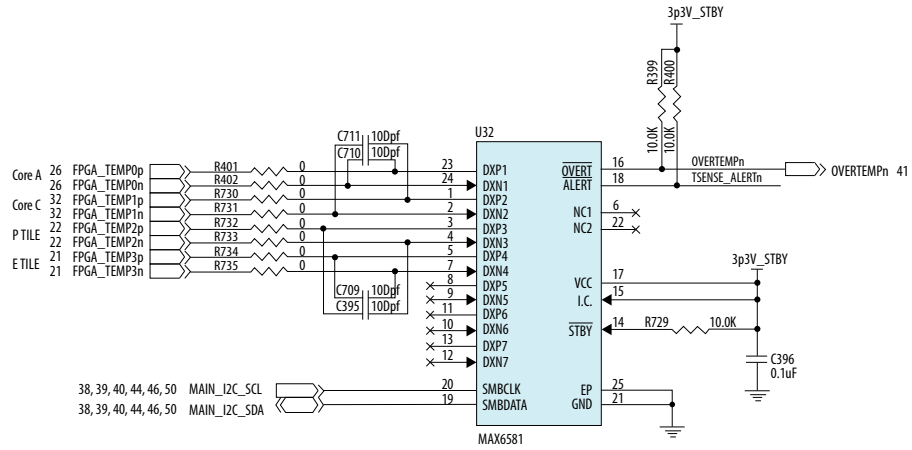 3p3V_STBY
R399
R400
10.0K
10.0K
U32
C711 10Dpf
C710 10Dpf
Core A 26 FPGA_TEMP0p R401 0 23 DXP1
26 FPGA_TEMP0n R402 0 24 DXN1
Core C 32 FPGA_TEMP1p R730 0 1 DXP2
32 FPGA_TEMP1n R731 0 2 DXN2
P TILE 22 FPGA_TEMP2p R732 0 3 DXP3
22 FPGA_TEMP2n R733 0 4 DXN3
E TILE 21 FPGA_TEMP3p R734 0 5 DXP4
21 FPGA_TEMP3n R735 0 7 DXN4
8 DXP5
C709 10Dpf
9 DXN5
C395 10Dpf
11 DXP6
10 DXN6
13 DXP7
12 DXN7
38, 39, 40, 44, 46, 50 MAIN_I2C_SCL 20 SMBCLK
38, 39, 40, 44, 46, 50 MAIN_I2C_SDA 19 SMBDATA
OVERT 16 OVERTEMPn OVERTEMPn 41
ALERT 18 TSENSE_ALERTn
NC1 6
NC2 22
3p3V_STBY
VCC 17
I.C. 15
STBY 14 R729 10.0K
C396
0.1uF
EP 25
GND 21
MAX6581